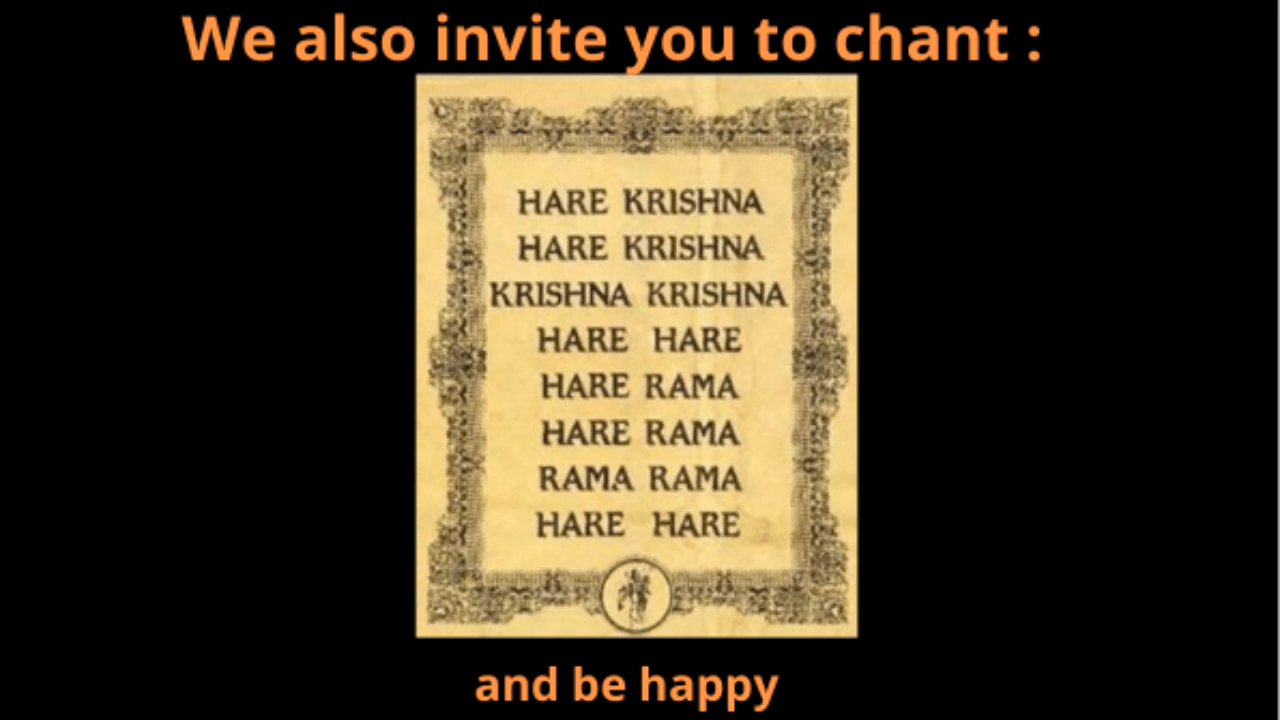 We also invite you to chant :
HARE KRISHNA
HARE KRISHNA
KRISHNA KRISHNA
HARE HARE
HARE RAMA
HARE RAMA
RAMA RAMA
HARE HARE
and be happy